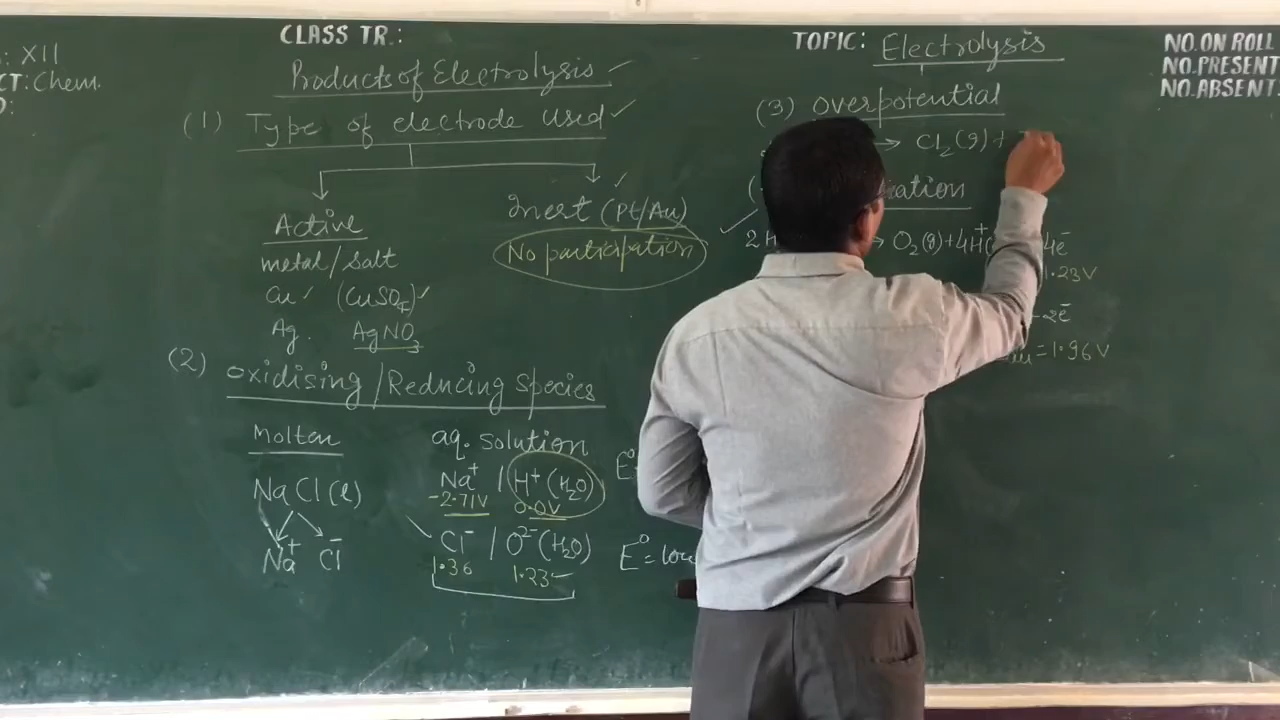 : XII
CT: Chem.
D:
CLASS TR.:
Products of Electrolysis
(1) Type of electrode used
Active
metal/salt
Cu (CuSO4)
Ag. AgNO3
Inert (Pt/Au)
No participation
(2) oxidising/Reducing Species
Molten
NaCl(l)
Na+ Cl-
aq. solution
Na+ / H+(H2O)
-2.71V 0.0V
Cl- / O2-(H2O)
1.36 1.23
E°
E°= low
TOPIC: Electrolysis
(3) overpotential
→ Cl2(g)+
ation
2H → O2(g)+4H+ 4e-
1.23V
2e-
=1.96V
NO. ON ROLL
NO. PRESENT
NO. ABSENT.